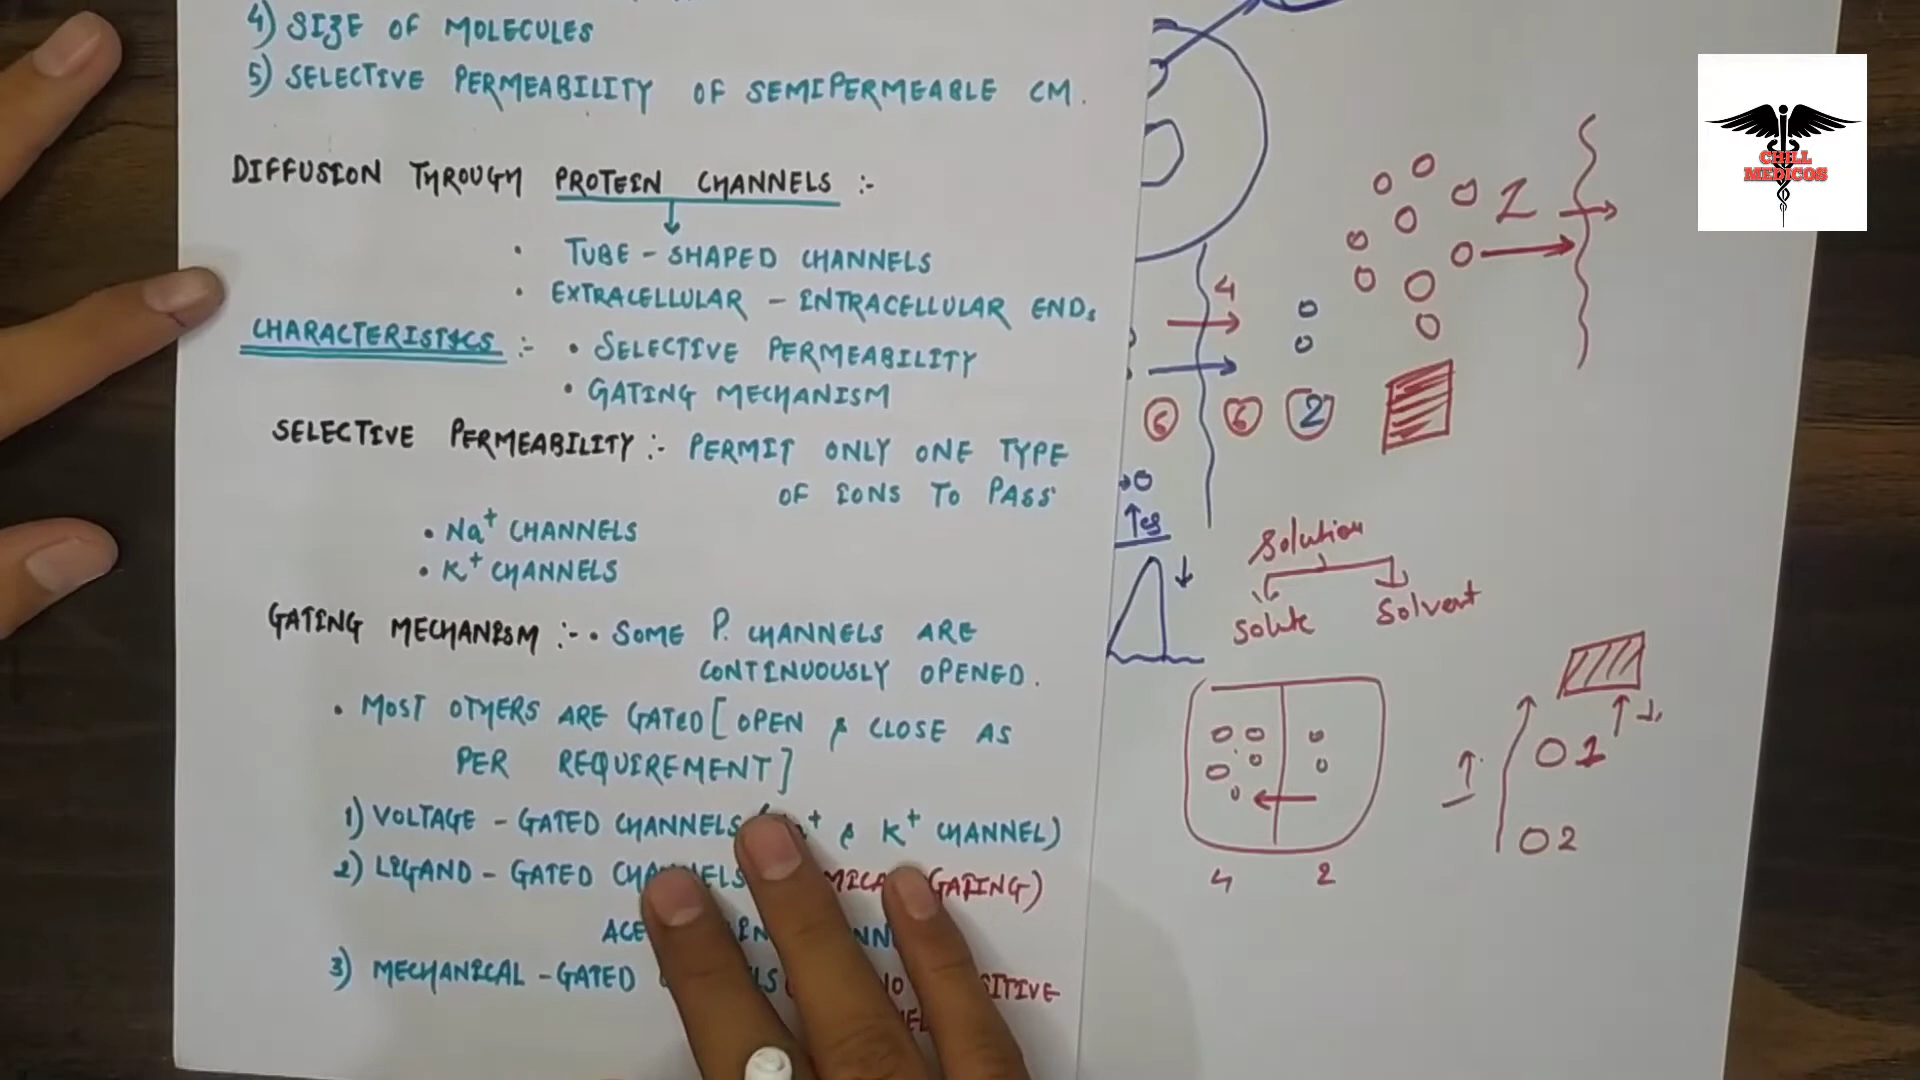 4) SIZE OF MOLECULES
5) SELECTIVE PERMEABILITY OF SEMIPERMEABLE CM.
DIFFUSION THROUGH PROTEIN CHANNELS :-
• TUBE - SHAPED CHANNELS
• EXTRACELLULAR - INTRACELLULAR ENDS
CHARACTERISTICS :- • SELECTIVE PERMEABILITY
• GATING MECHANISM
SELECTIVE PERMEABILITY :- PERMIT ONLY ONE TYPE
OF IONS TO PASS
• Na+ CHANNELS
• K+ CHANNELS
GATING MECHANISM :- • SOME P. CHANNELS ARE
CONTINUOUSLY OPENED.
• MOST OTHERS ARE GATED [OPEN & CLOSE AS
PER REQUIREMENT]
1) VOLTAGE - GATED CHANNELS & K+ CHANNEL)
2) LIGAND - GATED CHANNELS GATING)
3) MECHANICAL - GATED
CHILL
MEDICOS
4
6 6 2
Solution
Solute Solvent
4 2
O1
O2